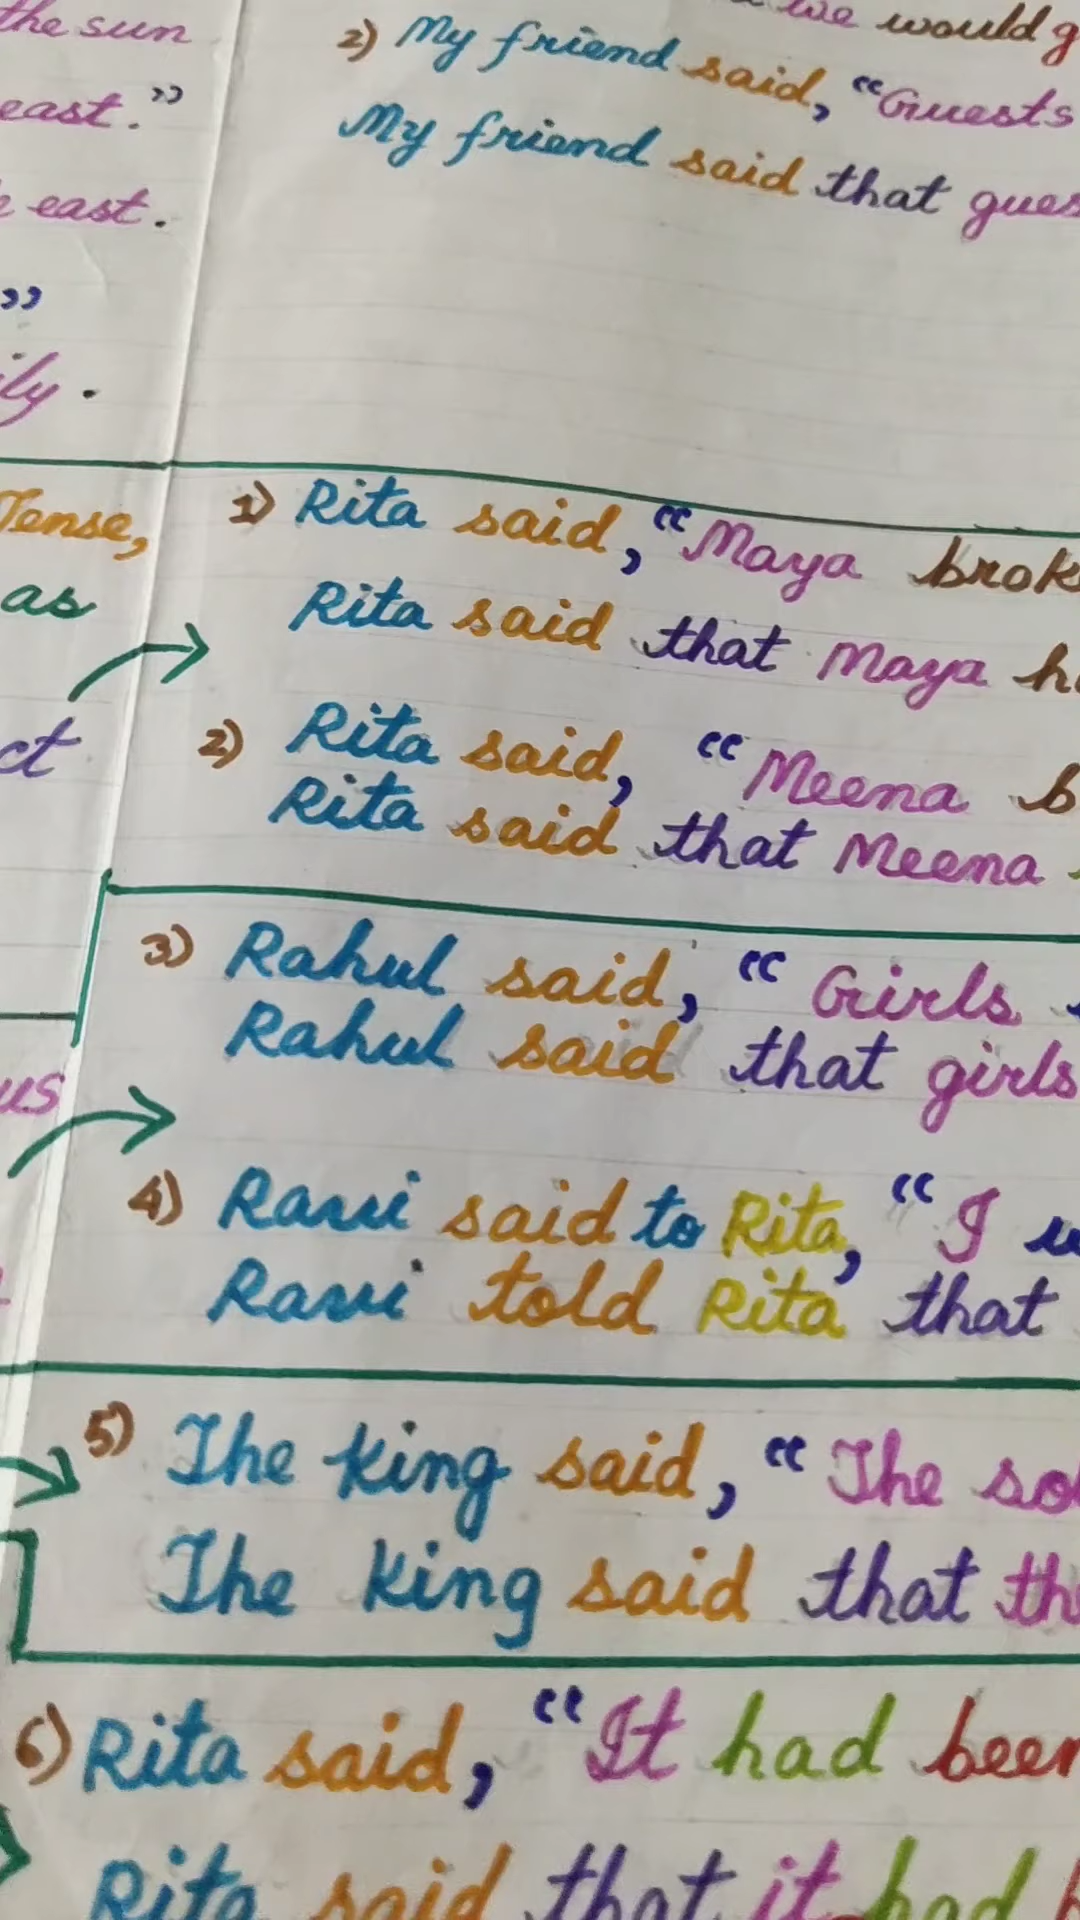 the sun
east.”
east.
”
ily.
we would g
2) My friend said, “Guests
My friend said that gues
Tense,
as
ct
1) Rita said, “Maya brok
Rita said that Maya h
2) Rita said, “Meena b
Rita said that Meena
us
3) Rahul said, “Girls
Rahul said that girls
4) Ravi said to Rita, “I
Ravi told Rita that
5) The king said, “The so
The king said that th
6) Rita said, “It had been
Rita said that it had